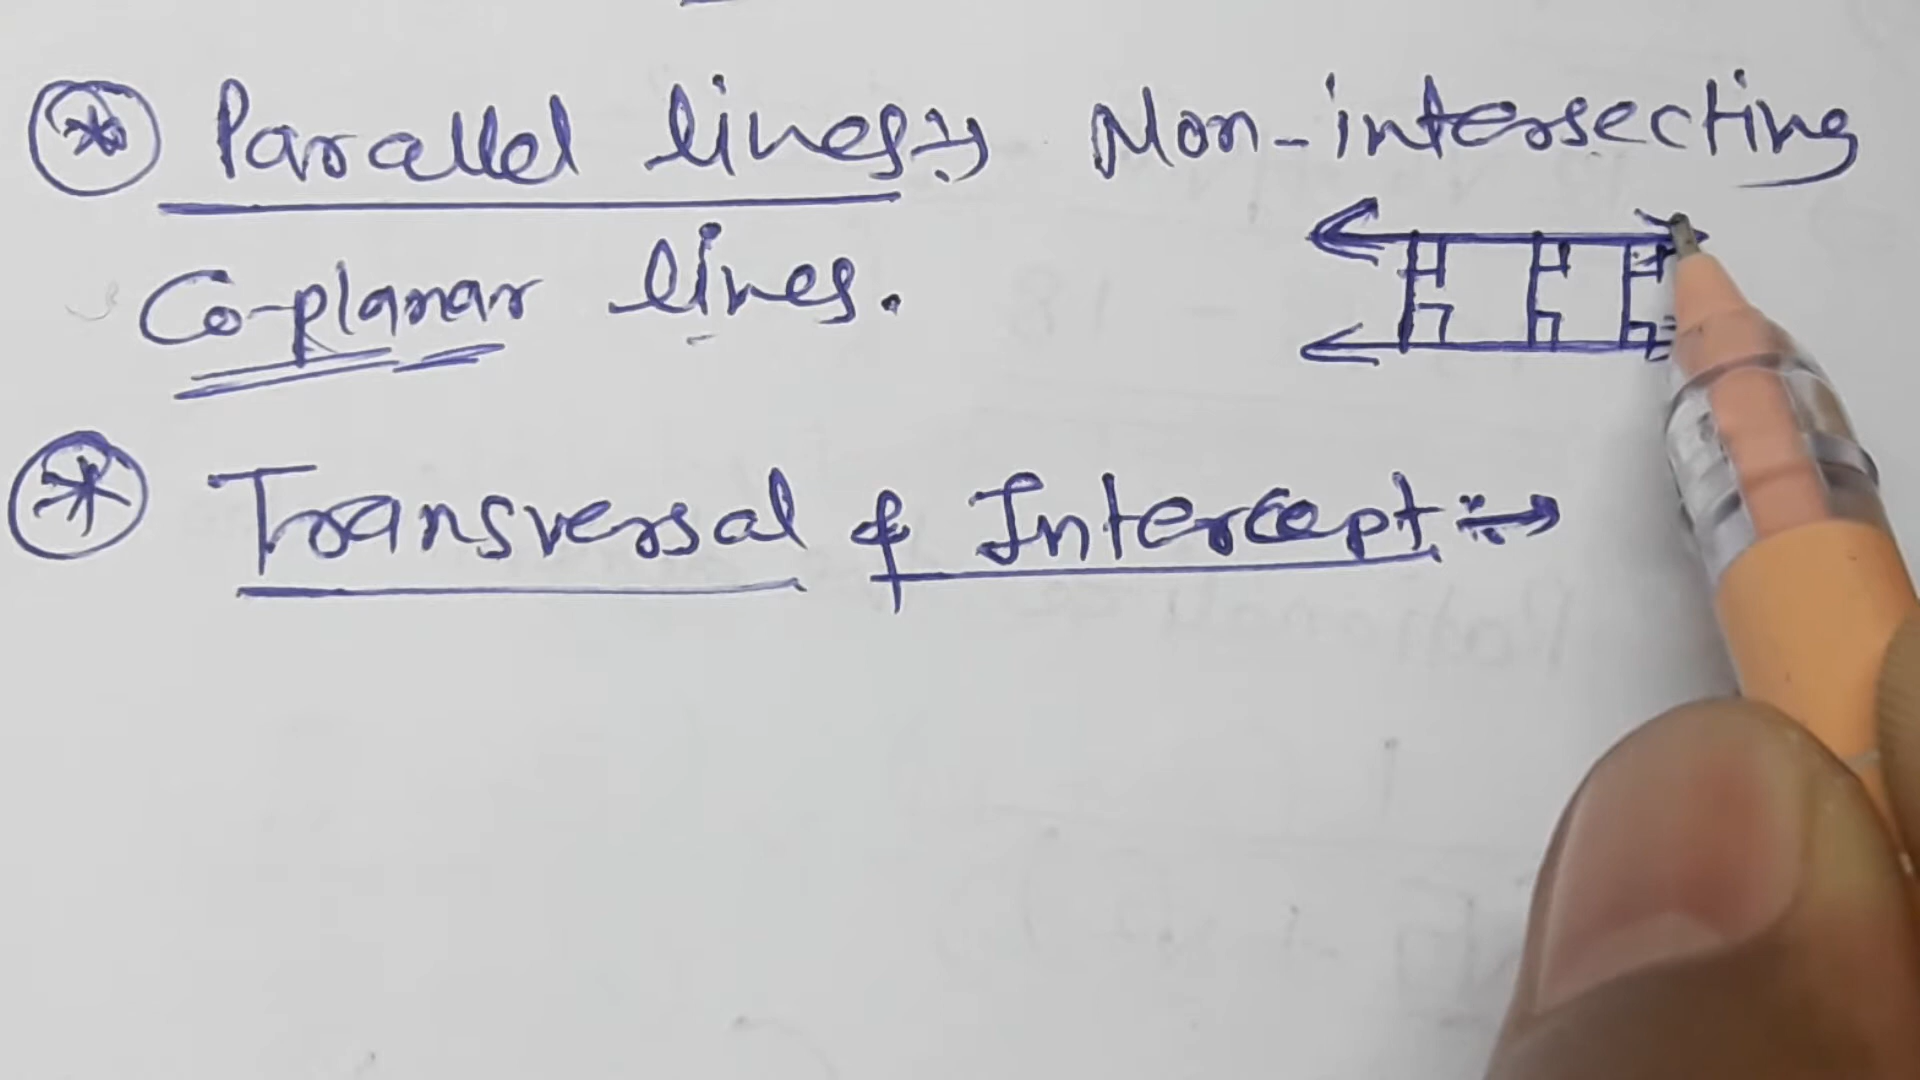 * Parallel lines :→ Non-intersecting
Co-planar lines.
* Transversal & Intercept :→